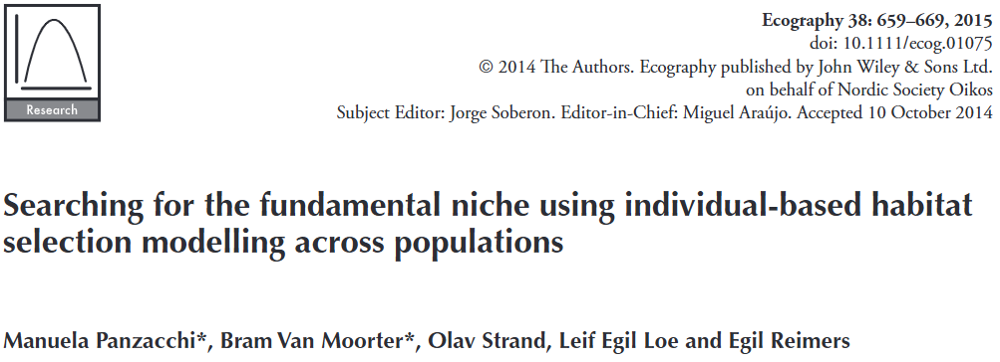 Research
Ecography 38: 659–669, 2015
doi: 10.1111/ecog.01075
© 2014 The Authors. Ecography published by John Wiley & Sons Ltd.
on behalf of Nordic Society Oikos
Subject Editor: Jorge Soberon. Editor-in-Chief: Miguel Araújo. Accepted 10 October 2014
Searching for the fundamental niche using individual-based habitat
selection modelling across populations
Manuela Panzacchi*, Bram Van Moorter*, Olav Strand, Leif Egil Loe and Egil Reimers